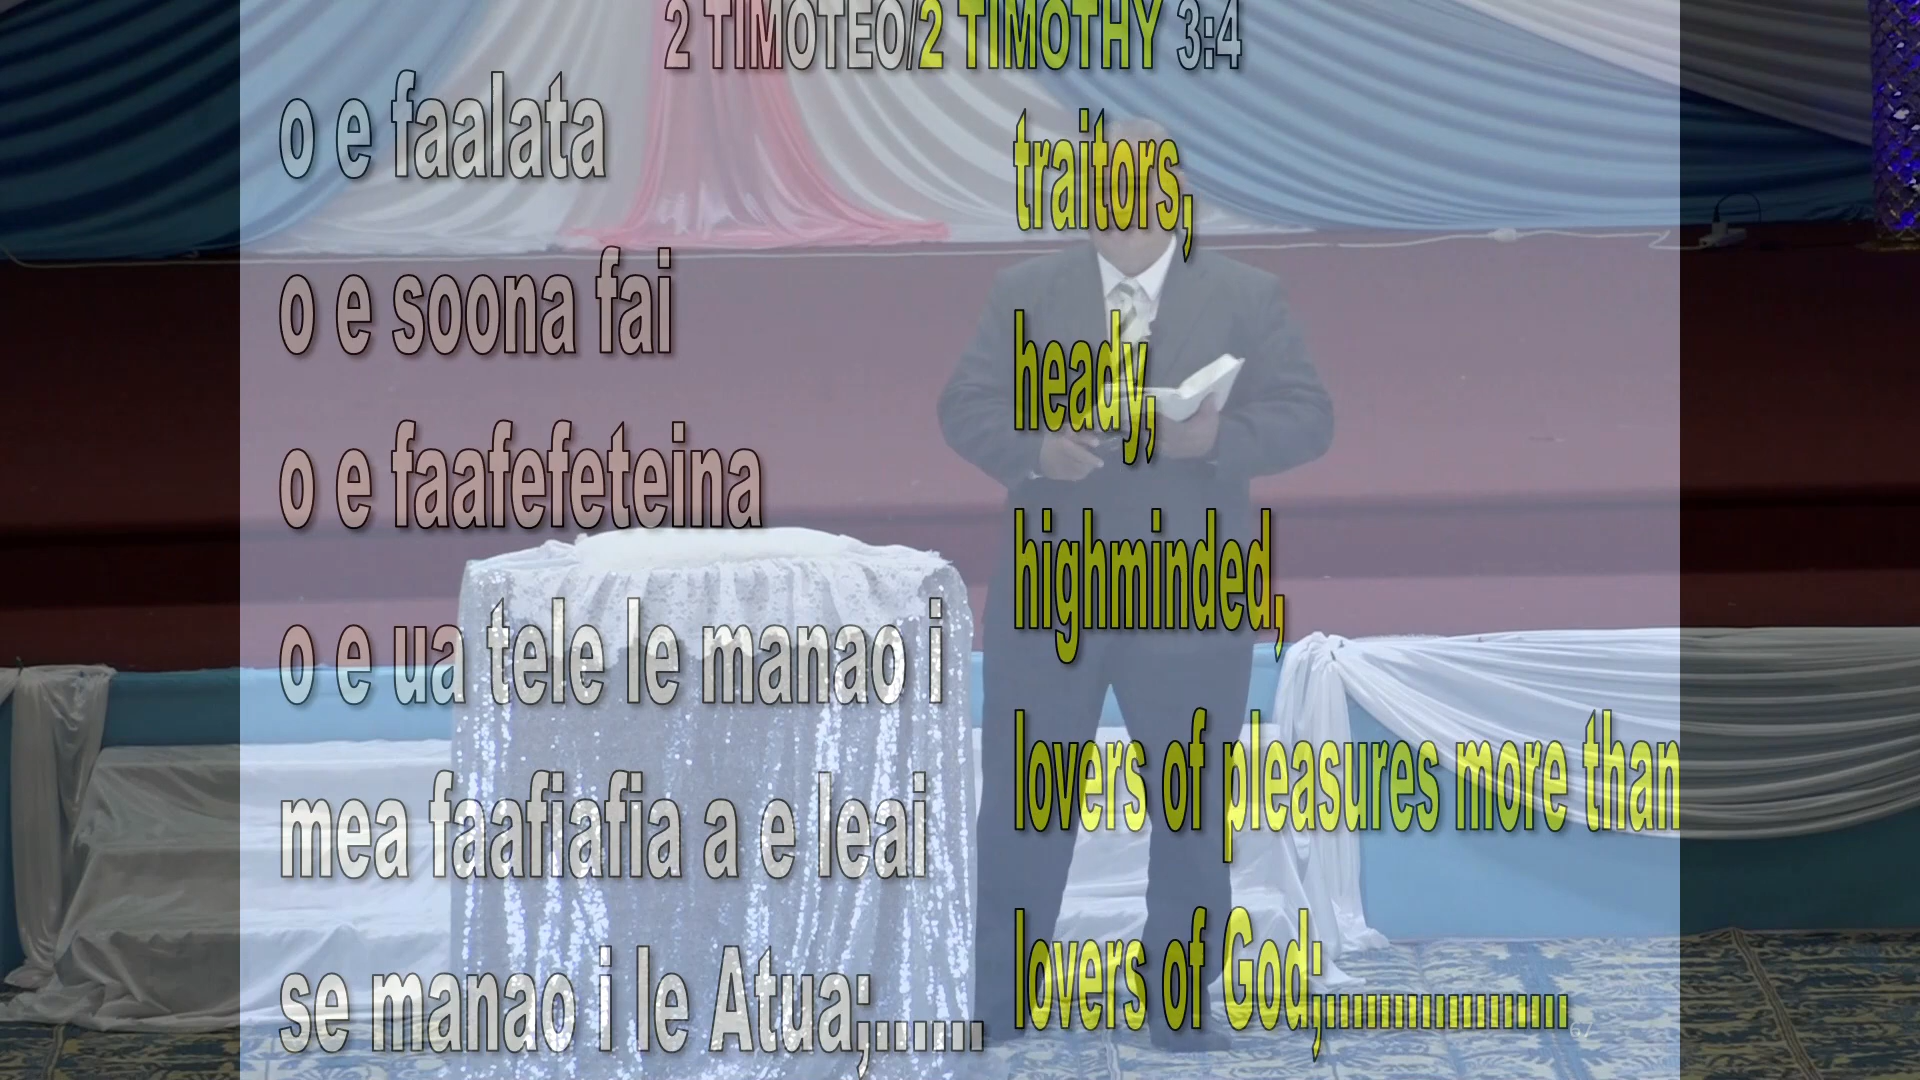 2 TIMOTEO/2 TIMOTHY 3:4
o e faalata
o e soona fai
o e faafefeteina
o e ua tele le manao i
mea faafiafia a e leai
se manao i le Atua;......
traitors,
heady,
highminded,
lovers of pleasures more than
lovers of God;..................
67